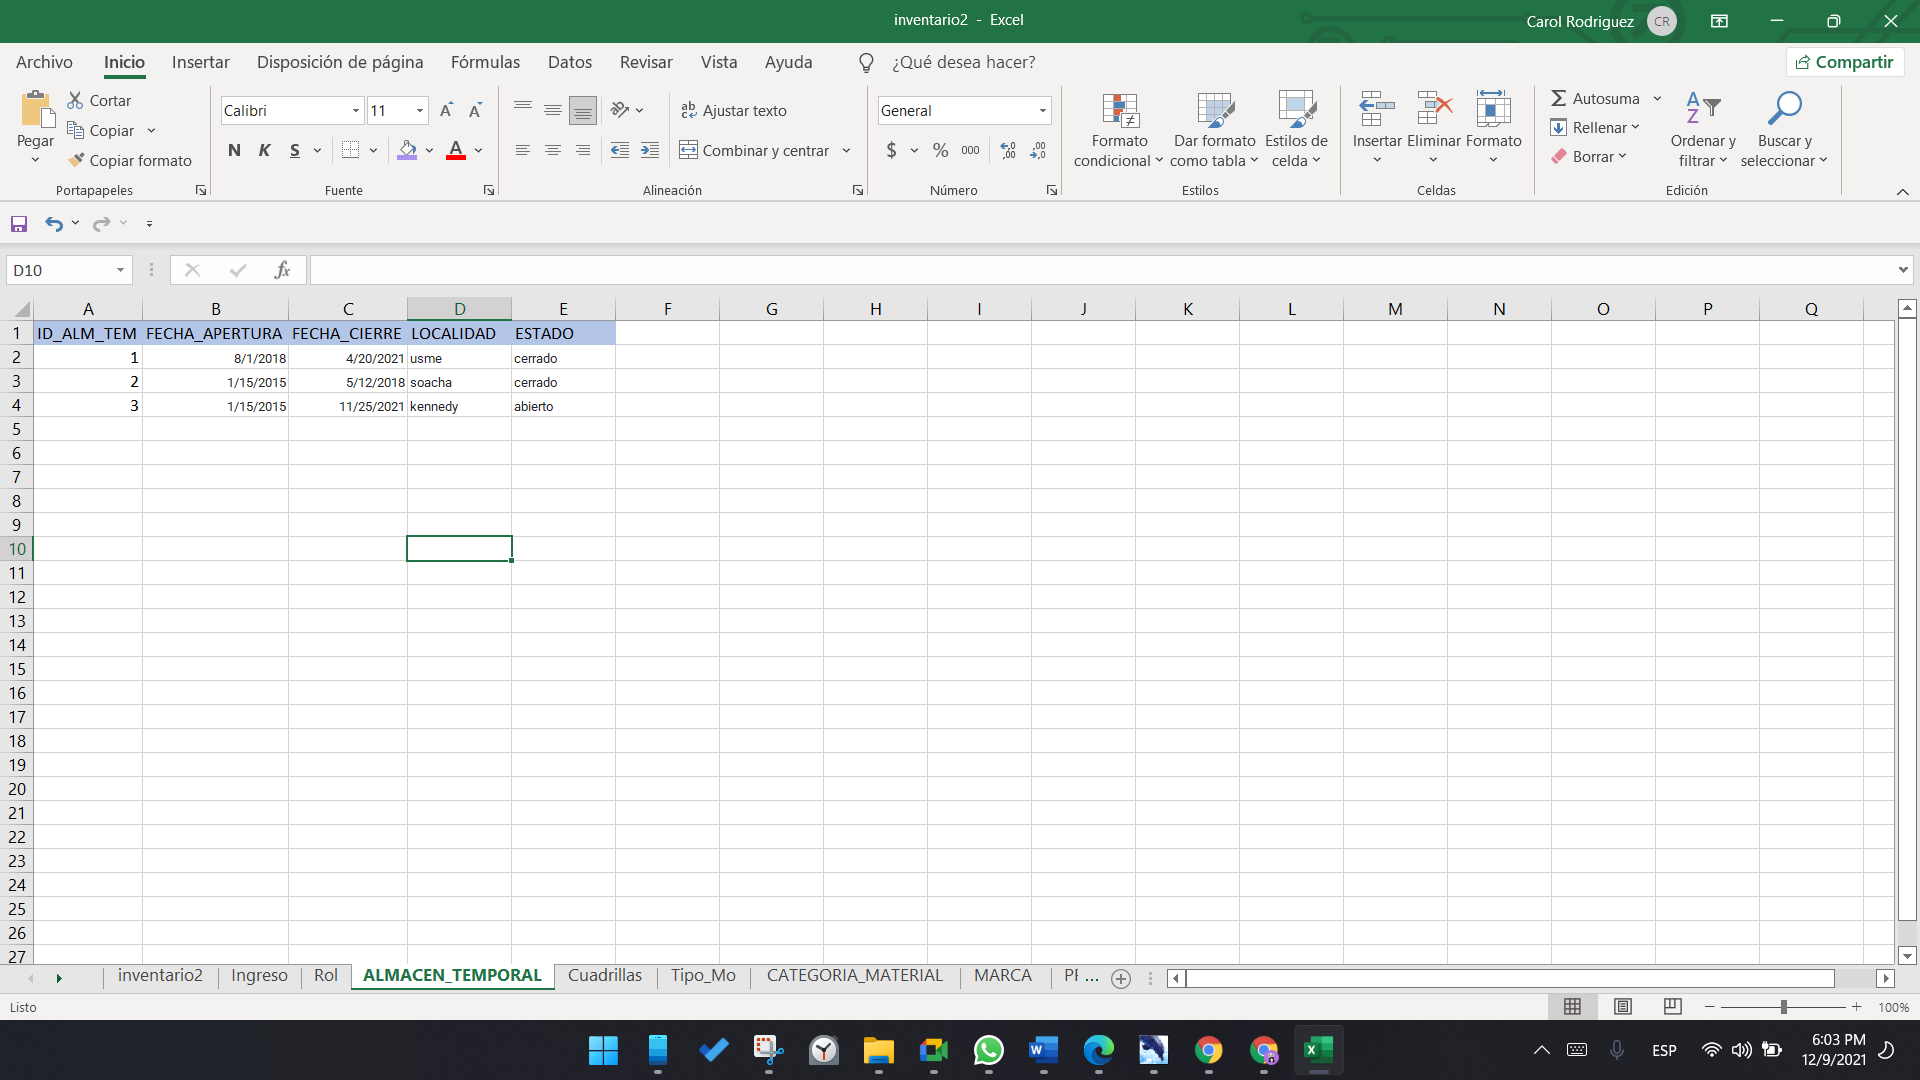 inventario2 - Excel
Carol Rodriguez CR
Archivo Inicio Insertar Disposición de página Fórmulas Datos Revisar Vista Ayuda ¿Qué desea hacer? Compartir
Pegar
Cortar
Copiar
Copiar formato
Portapapeles
Calibri 11
N K S A
Fuente
Ajustar texto
Combinar y centrar
Alineación
General
$ % 000
Número
Formato condicional
Dar formato como tabla
Estilos de celda
Estilos
Insertar Eliminar Formato
Celdas
Autosuma
Rellenar
Borrar
Ordenar y filtrar
Buscar y seleccionar
Edición
D10 fx
A B C D E F G H I J K L M N O P Q
1 ID_ALM_TEM FECHA_APERTURA FECHA_CIERRE LOCALIDAD ESTADO
2 1 8/1/2018 4/20/2021 usme cerrado
3 2 1/15/2015 5/12/2018 soacha cerrado
4 3 1/15/2015 11/25/2021 kennedy abierto
5
6
7
8
9
10
11
12
13
14
15
16
17
18
19
20
21
22
23
24
25
26
27
inventario2 Ingreso Rol ALMACEN_TEMPORAL Cuadrillas Tipo_Mo CATEGORIA_MATERIAL MARCA PI ...
Listo
100%
ESP
6:03 PM
12/9/2021